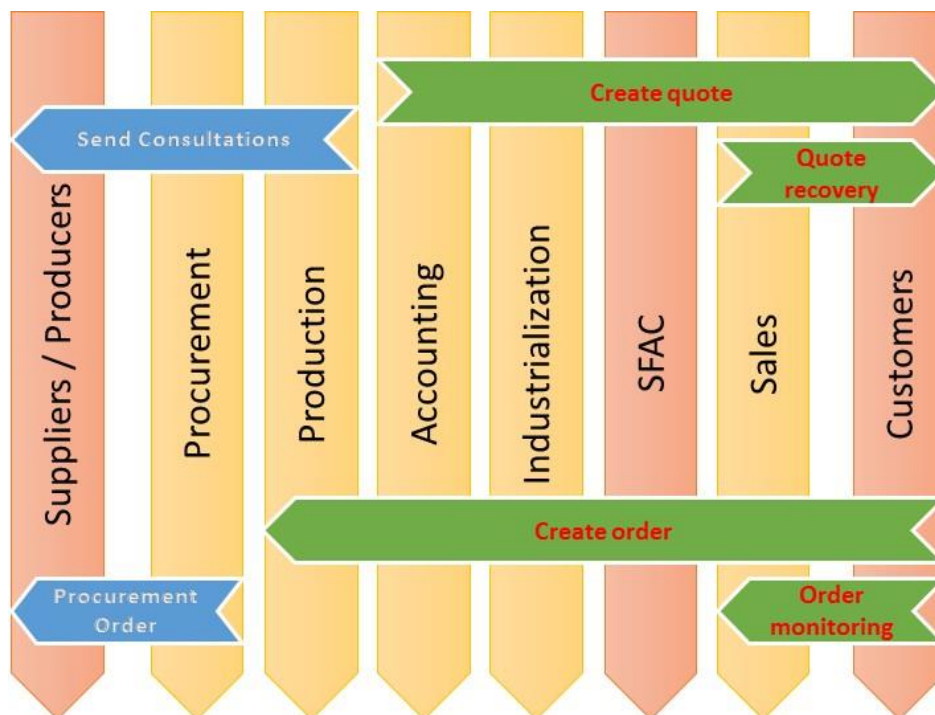 Create quote
Send Consultations
Quote
recovery
Suppliers / Producers
Procurement
Production
Accounting
Industrialization
SFAC
Sales
Customers
Create order
Procurement
Order
Order
monitoring